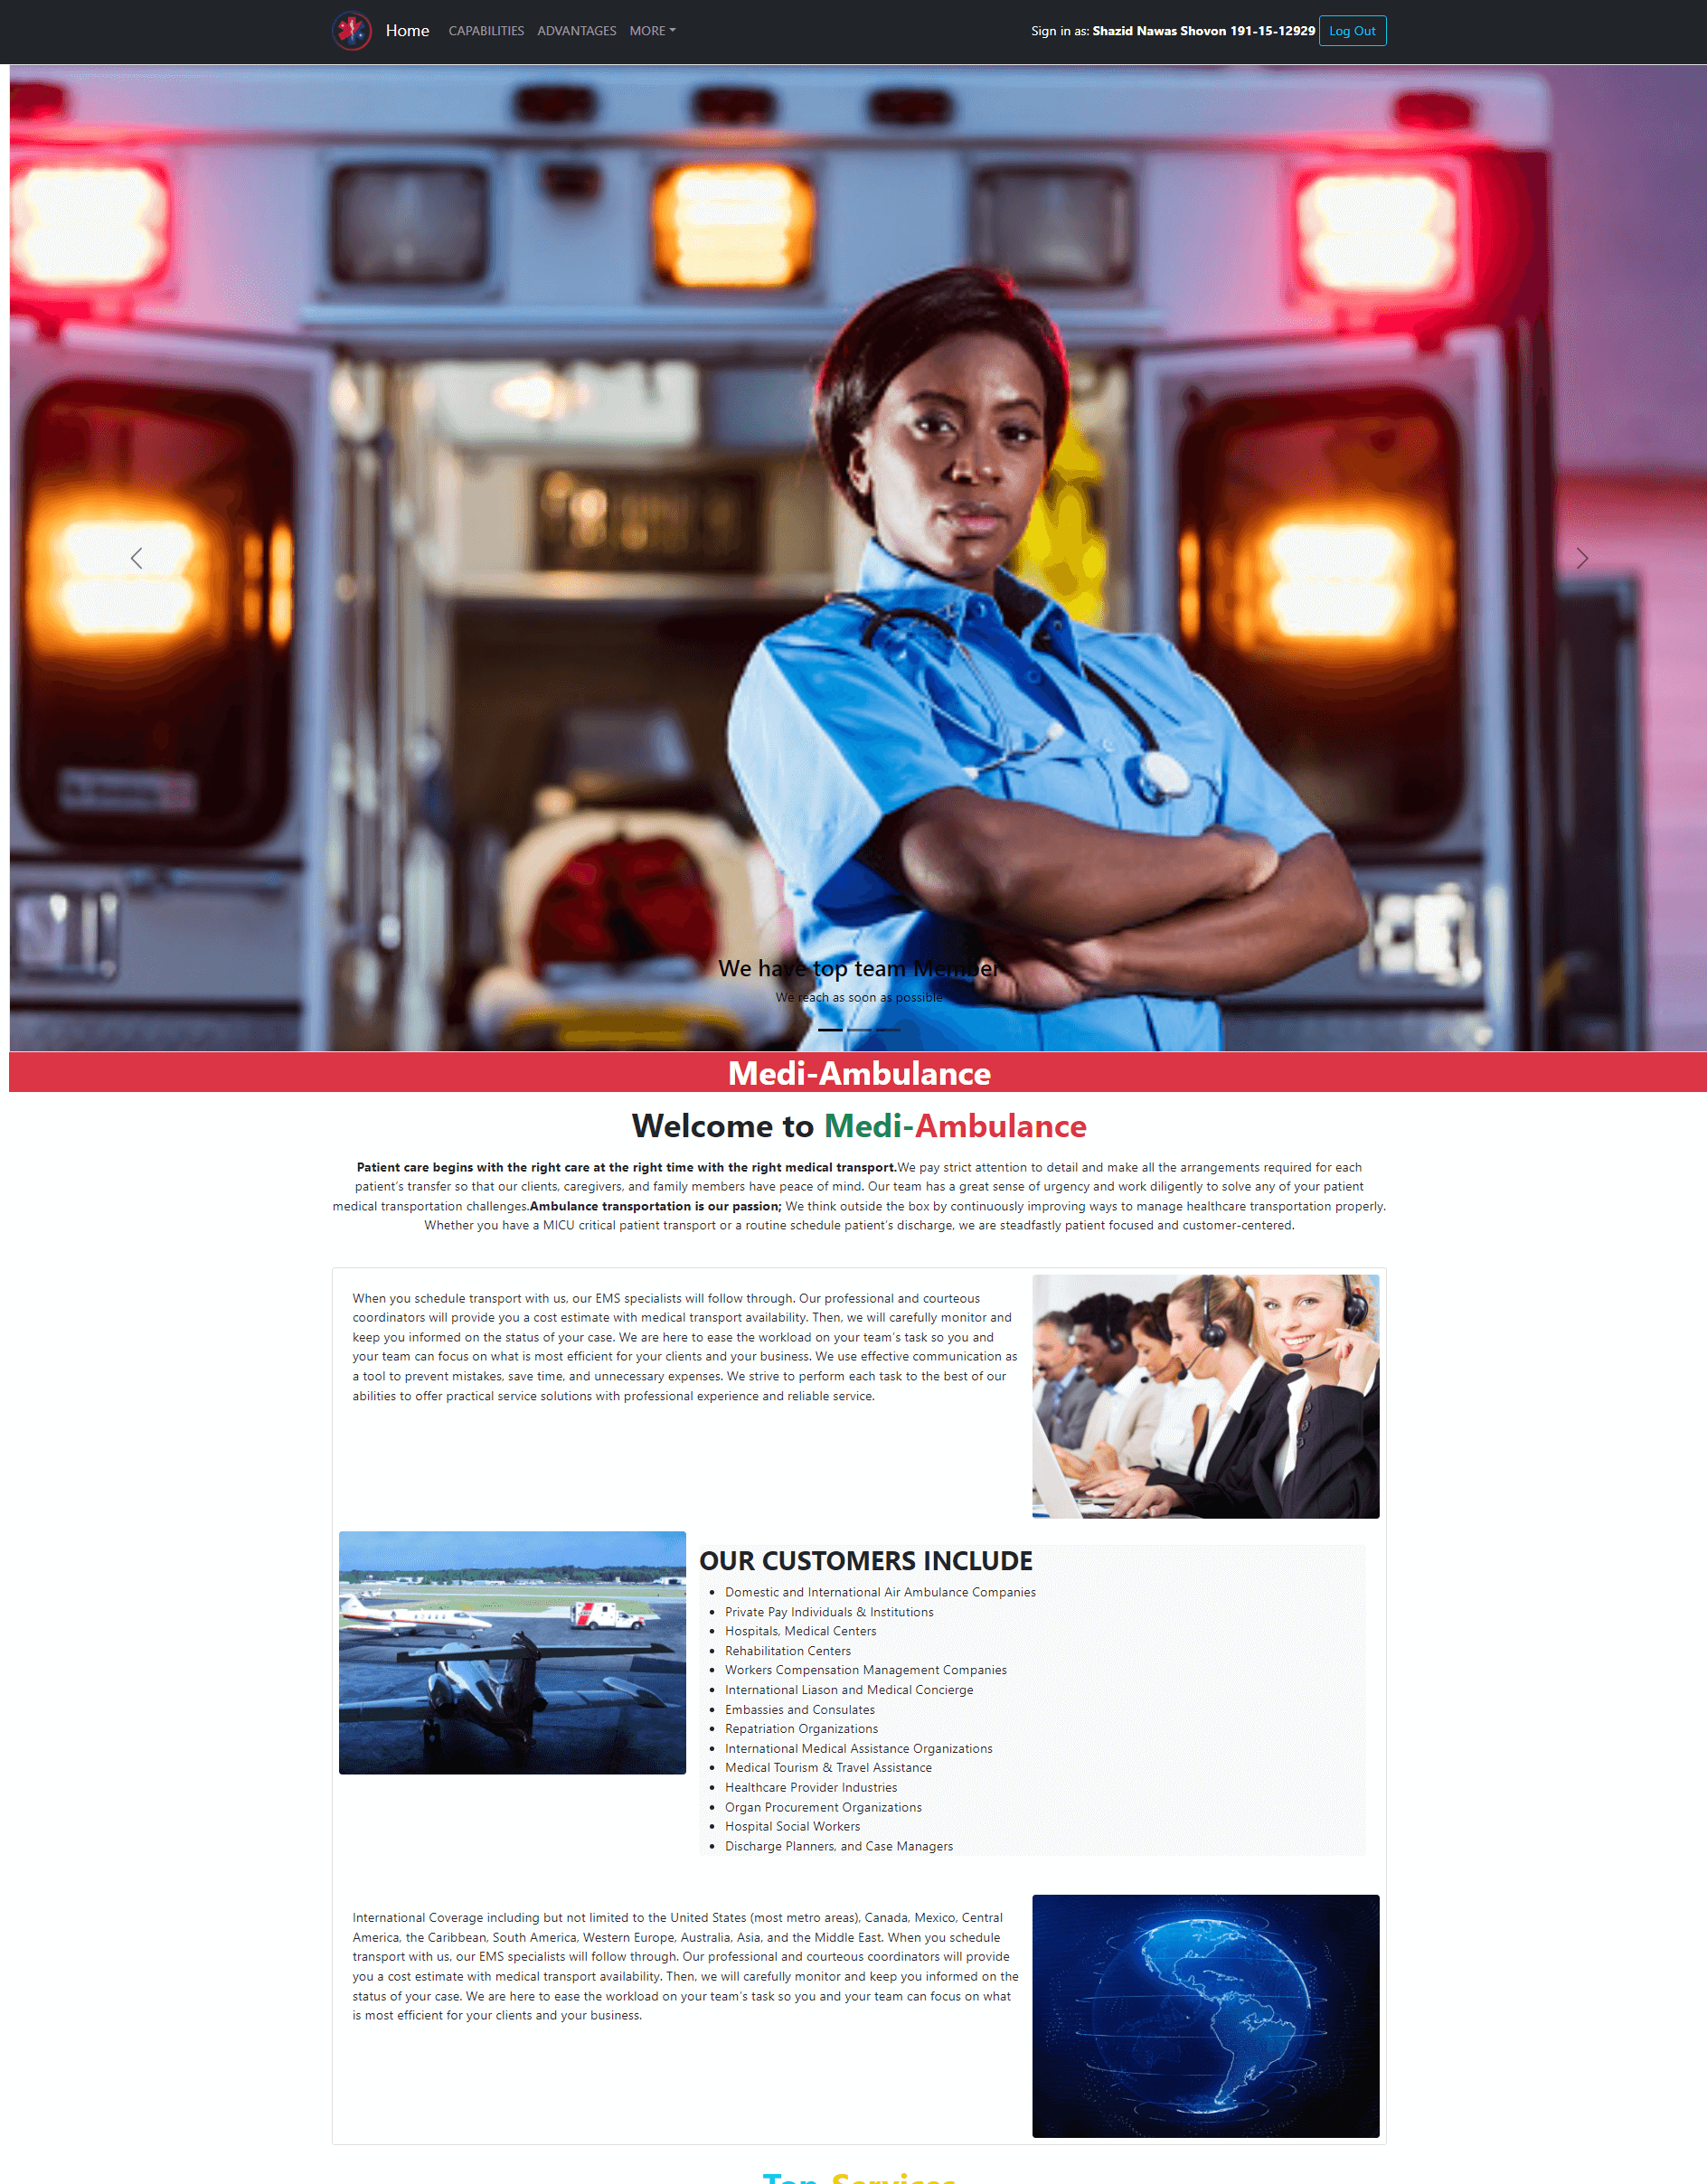 Home CAPABILITIES ADVANTAGES MORE Sign in as: Shazid Nawas Shovon 191-15-12929 Log Out
We have top team Member
We reach as soon as possible
Medi-Ambulance
Welcome to Medi-Ambulance
Patient care begins with the right care at the right time with the right medical transport.We pay strict attention to detail and make all the arrangements required for each
patient's transfer so that our clients, caregivers, and family members have peace of mind. Our team has a great sense of urgency and work diligently to solve any of your patient
medical transportation challenges.Ambulance transportation is our passion; We think outside the box by continuously improving ways to manage healthcare transportation properly.
Whether you have a MICU critical patient transport or a routine schedule patient's discharge, we are steadfastly patient focused and customer-centered.
When you schedule transport with us, our EMS specialists will follow through. Our professional and courteous
coordinators will provide you a cost estimate with medical transport availability. Then, we will carefully monitor and
keep you informed on the status of your case. We are here to ease the workload on your team's task so you and
your team can focus on what is most efficient for your clients and your business. We use effective communication as
a tool to prevent mistakes, save time, and unnecessary expenses. We strive to perform each task to the best of our
abilities to offer practical service solutions with professional experience and reliable service.
OUR CUSTOMERS INCLUDE
Domestic and International Air Ambulance Companies
Private Pay Individuals & Institutions
Hospitals, Medical Centers
Rehabilitation Centers
Workers Compensation Management Companies
International Liason and Medical Concierge
Embassies and Consulates
Repatriation Organizations
International Medical Assistance Organizations
Medical Tourism & Travel Assistance
Healthcare Provider Industries
Organ Procurement Organizations
Hospital Social Workers
Discharge Planners, and Case Managers
International Coverage including but not limited to the United States (most metro areas), Canada, Mexico, Central
America, the Caribbean, South America, Western Europe, Australia, Asia, and the Middle East. When you schedule
transport with us, our EMS specialists will follow through. Our professional and courteous coordinators will provide
you a cost estimate with medical transport availability. Then, we will carefully monitor and keep you informed on the
status of your case. We are here to ease the workload on your team's task so you and your team can focus on what
is most efficient for your clients and your business.
Top Services